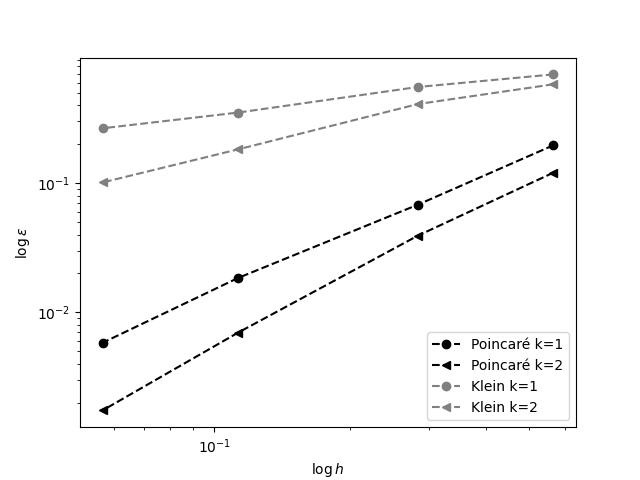 log ε
10⁻¹
10⁻²
10⁻¹
log h
Poincaré k=1
Poincaré k=2
Klein k=1
Klein k=2